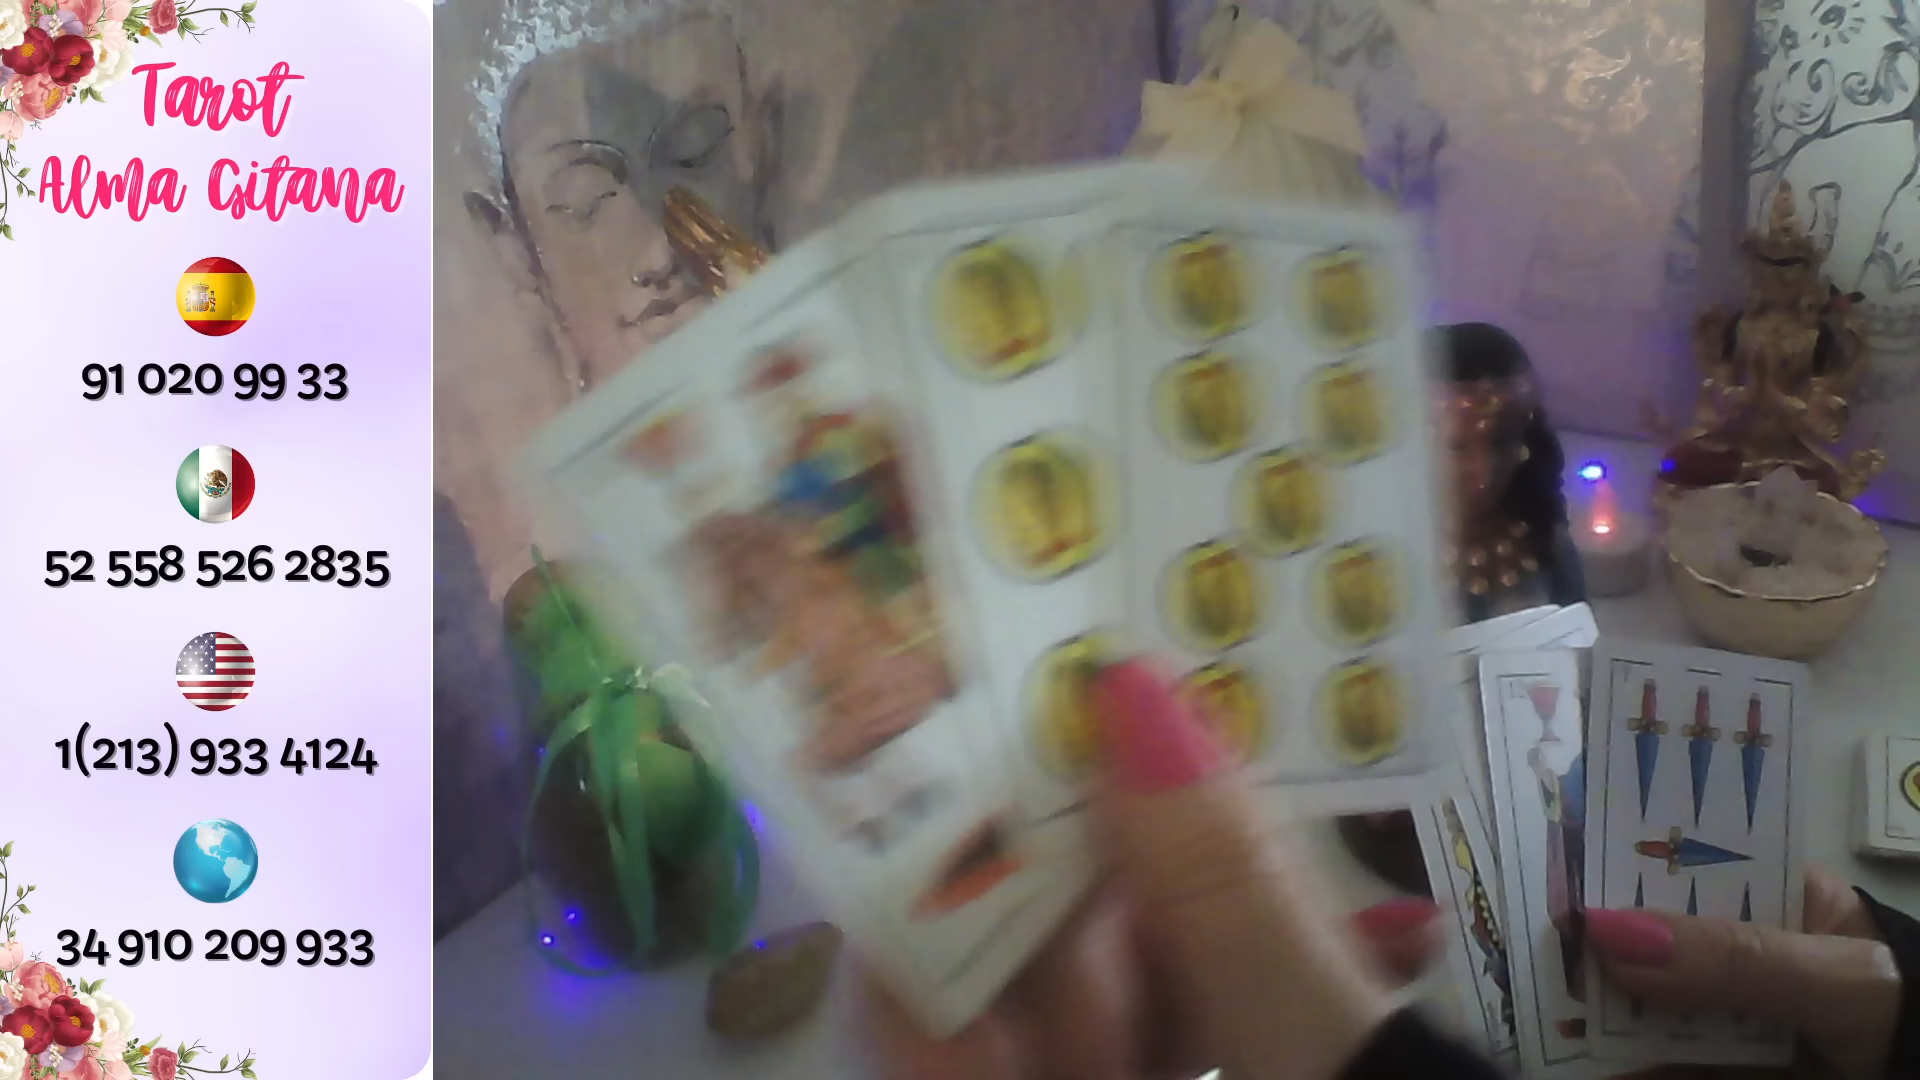 Tarot
Alma Gitana
91 020 99 33
52 558 526 2835
1(213) 933 4124
34 910 209 933